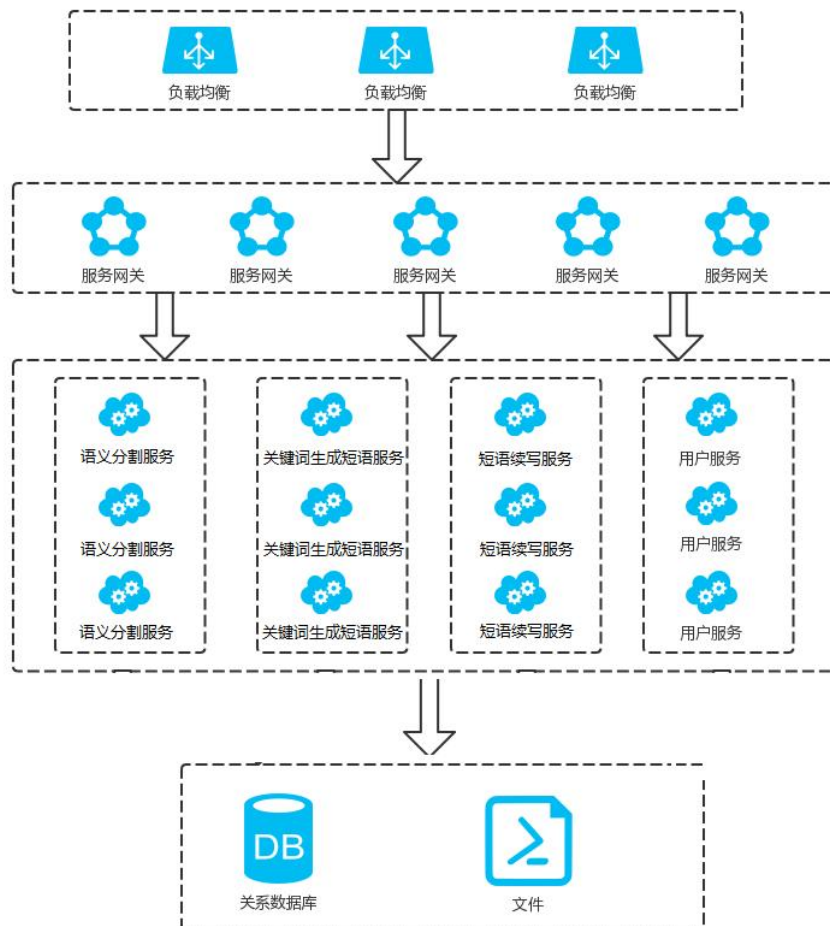 负载均衡 负载均衡 负载均衡
服务网关 服务网关 服务网关 服务网关 服务网关
语义分割服务 关键词生成短语服务 短语续写服务 用户服务
语义分割服务 关键词生成短语服务 短语续写服务 用户服务
语义分割服务 关键词生成短语服务 短语续写服务 用户服务
DB
关系数据库 文件